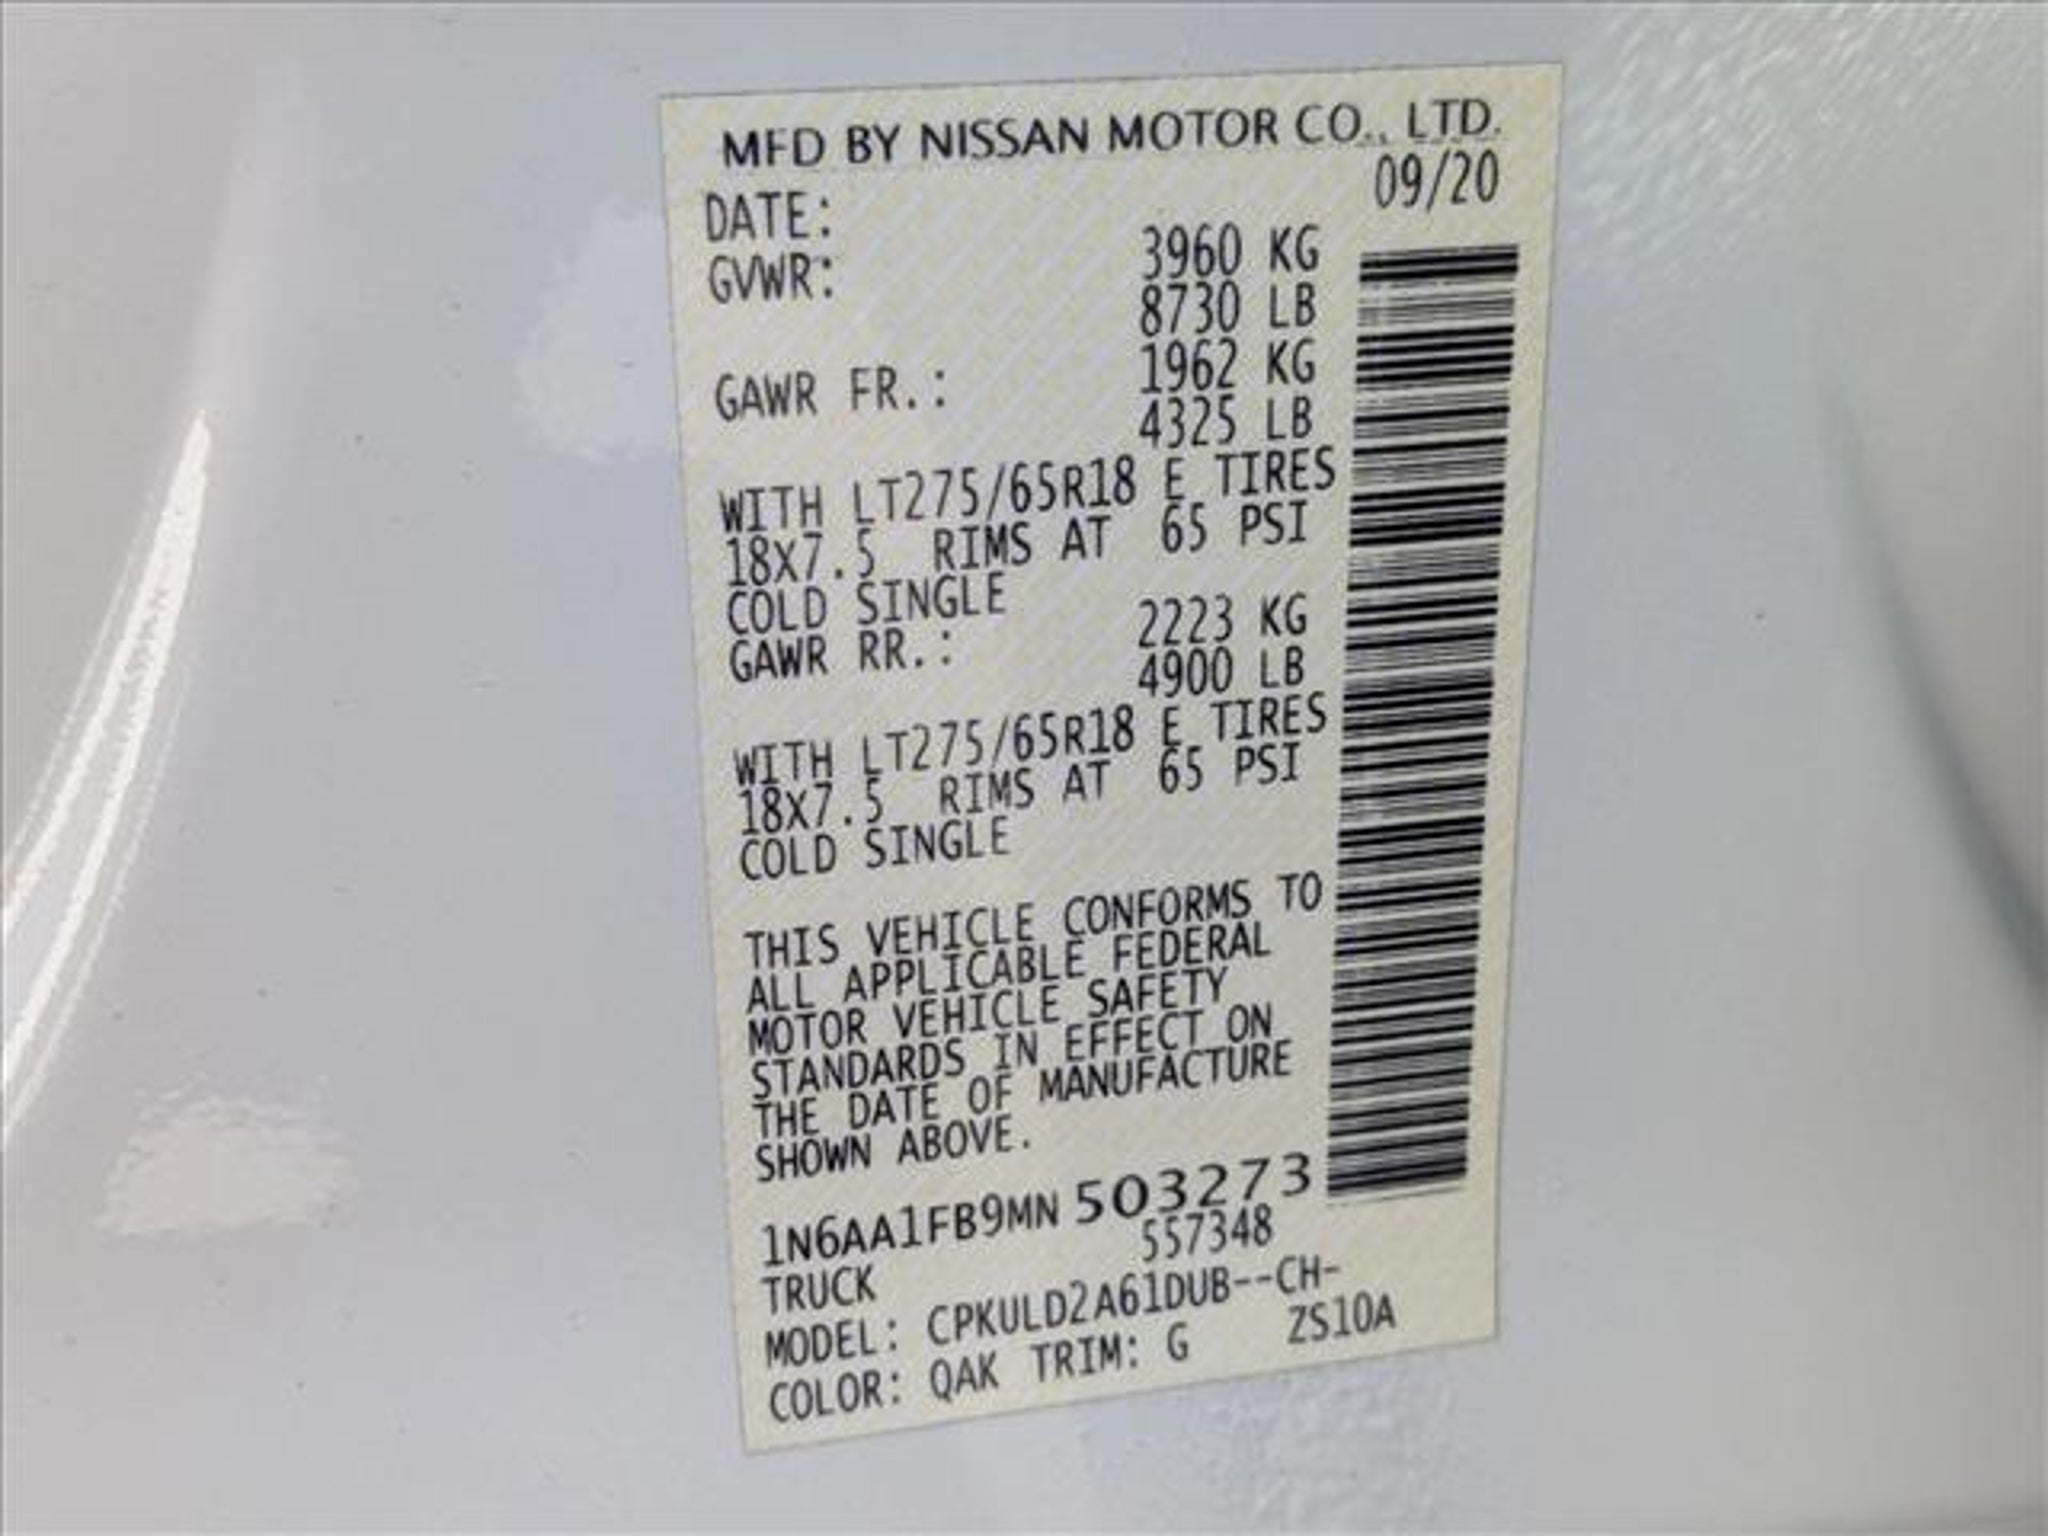 MFD BY NISSAN MOTOR CO., LTD.
DATE: 09/20
GVWR: 3960 KG
8730 LB
GAWR FR.: 1962 KG
4325 LB
WITH LT275/65R18 E TIRES
18X7.5 RIMS AT 65 PSI
COLD SINGLE
GAWR RR.: 2223 KG
4900 LB
WITH LT275/65R18 E TIRES
18X7.5 RIMS AT 65 PSI
COLD SINGLE
THIS VEHICLE CONFORMS TO
ALL APPLICABLE FEDERAL
MOTOR VEHICLE SAFETY
STANDARDS IN EFFECT ON
THE DATE OF MANUFACTURE
SHOWN ABOVE.
1N6AA1FB9MN 503273
TRUCK 557348
MODEL: CPKULD2A61DUB--CH-
COLOR: QAK TRIM: G ZS10A